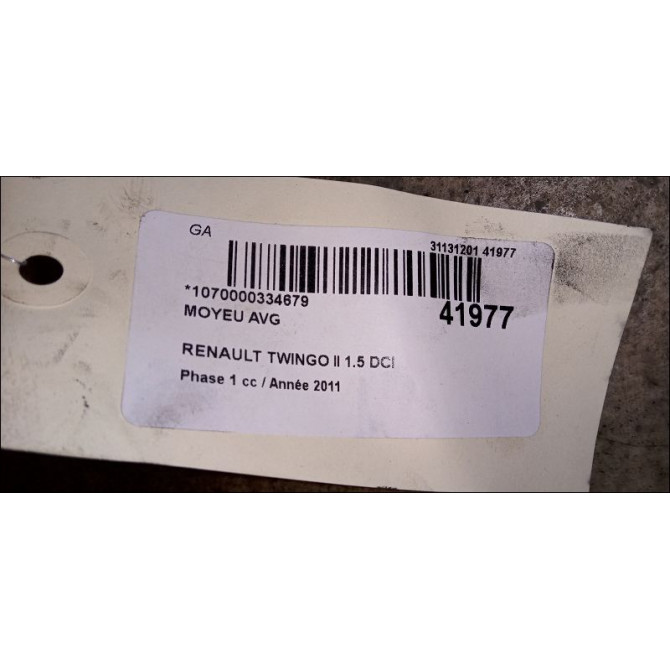 GA
31131201 41977
*1070000334679
41977
MOYEU AVG
RENAULT TWINGO II 1.5 DCI
Phase 1 cc / Année 2011